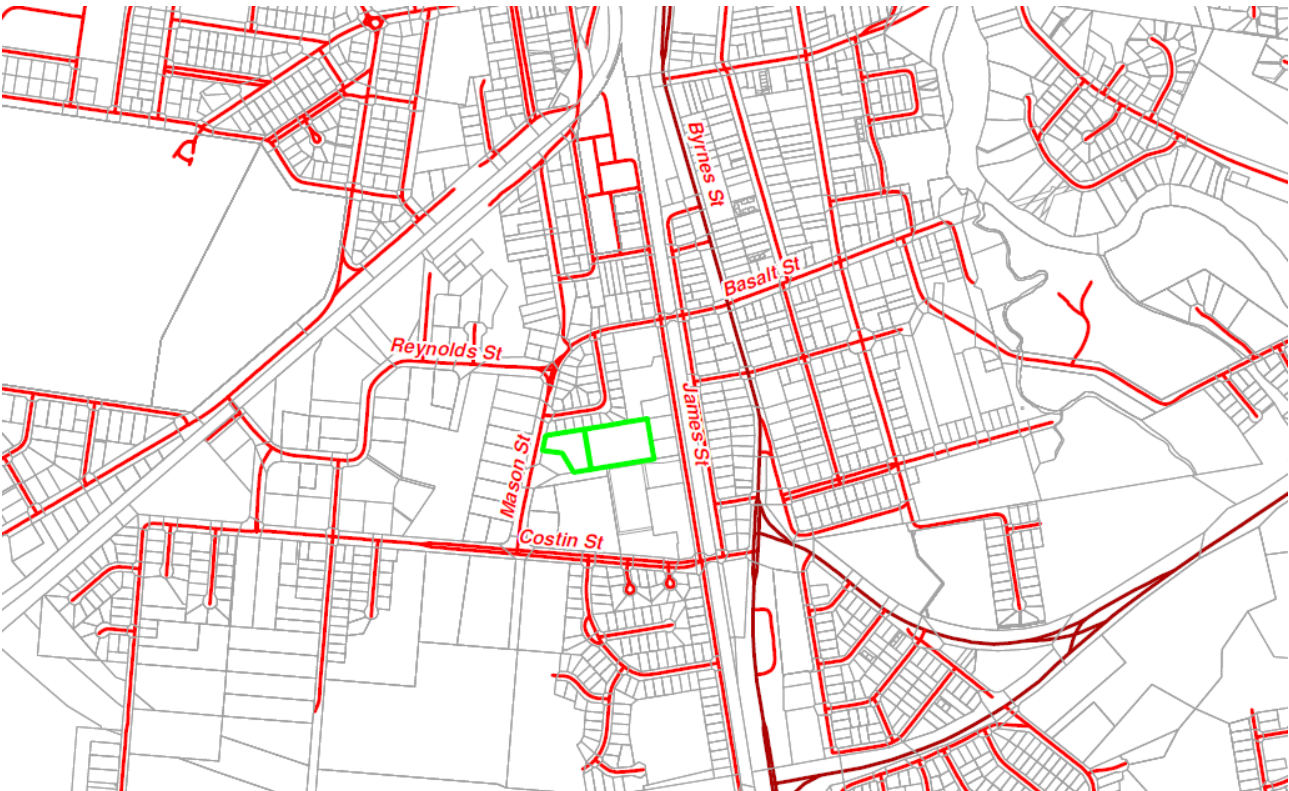 Byrnes St
Basalt St
Reynolds St
James St
Mason St
Costin St